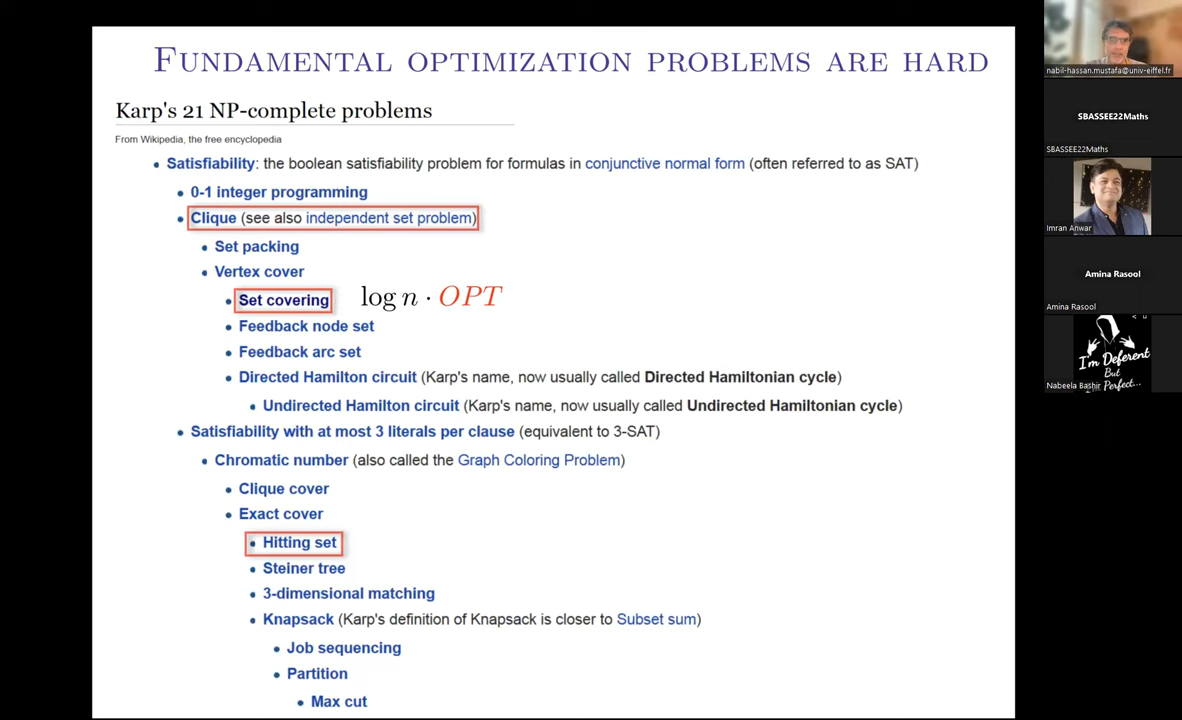 FUNDAMENTAL OPTIMIZATION PROBLEMS ARE HARD
Karp's 21 NP-complete problems
From Wikipedia, the free encyclopedia
• Satisfiability: the boolean satisfiability problem for formulas in conjunctive normal form (often referred to as SAT)
• 0-1 integer programming
• Clique (see also independent set problem)
• Set packing
• Vertex cover
• Set covering log n · OPT
• Feedback node set
• Feedback arc set
• Directed Hamilton circuit (Karp's name, now usually called Directed Hamiltonian cycle)
• Undirected Hamilton circuit (Karp's name, now usually called Undirected Hamiltonian cycle)
• Satisfiability with at most 3 literals per clause (equivalent to 3-SAT)
• Chromatic number (also called the Graph Coloring Problem)
• Clique cover
• Exact cover
• Hitting set
• Steiner tree
• 3-dimensional matching
• Knapsack (Karp's definition of Knapsack is closer to Subset sum)
• Job sequencing
• Partition
• Max cut
nabil-hassan.mustafa@univ-eiffel.fr
SBASSEE22Maths
SBASSEE22Maths
Imran Anwar
Amina Rasool
Amina Rasool
I'm Deferent
But
Perfect...
Nabeela Bashir